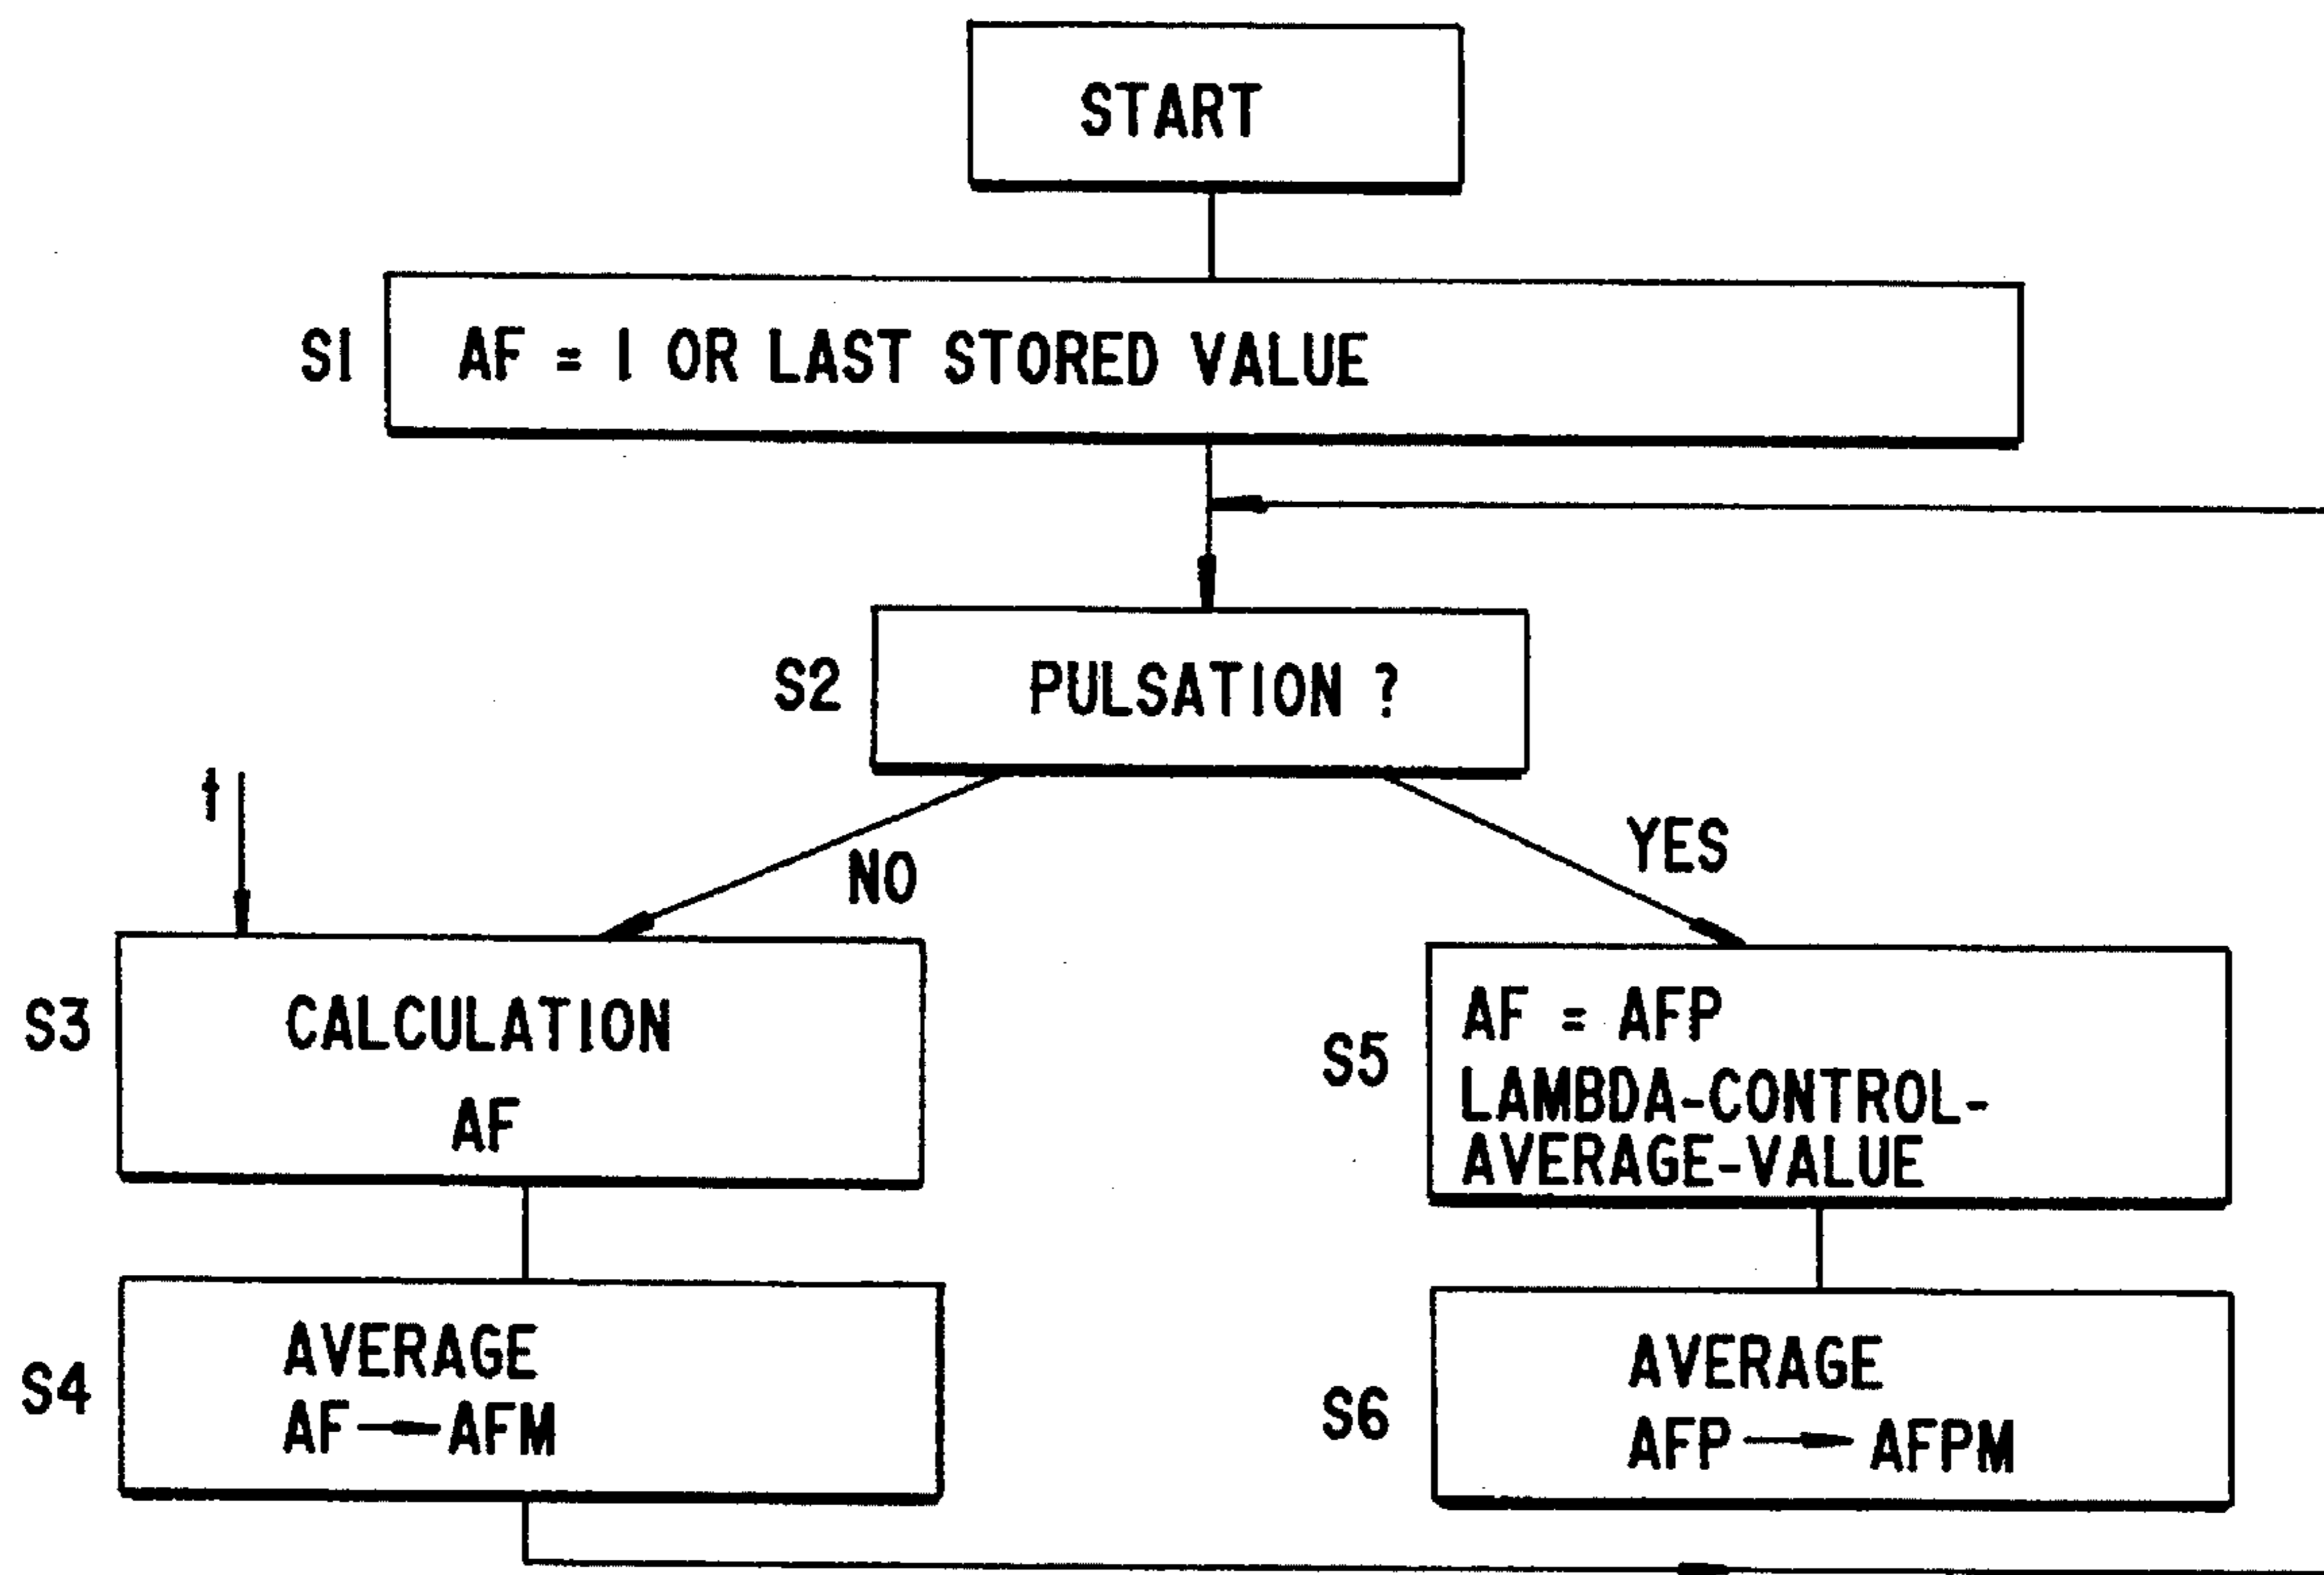 START
S1
AF = 1 OR LAST STORED VALUE
S2
PULSATION ?
t
NO
YES
S3
CALCULATION
AF
S5
AF = AFP
LAMBDA-CONTROL-
AVERAGE-VALUE
S4
AVERAGE
AF → AFM
S6
AVERAGE
AFP → AFPM